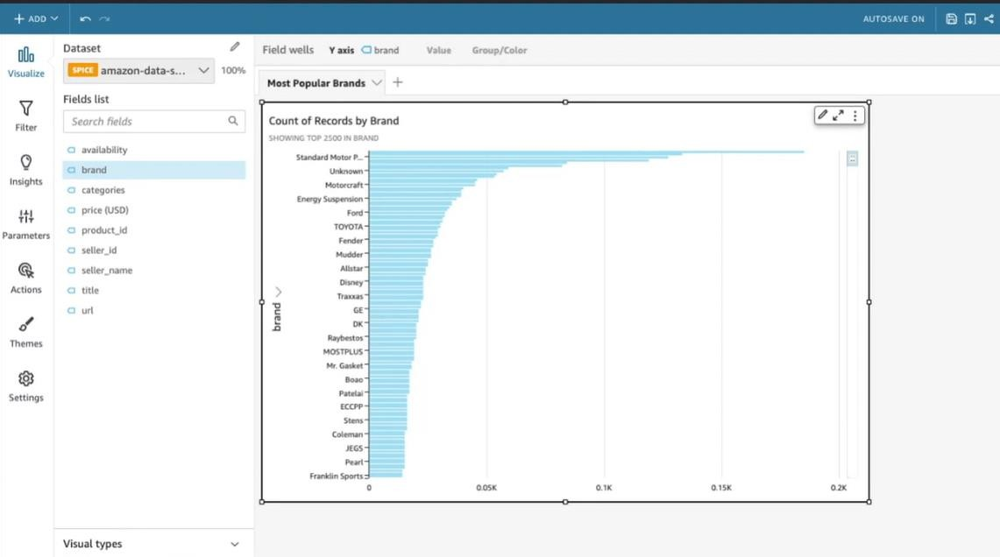 + ADD
AUTOSAVE ON
Visualize
Filter
Insights
Parameters
Actions
Themes
Settings
Dataset
SPICE amazon-data-s... 100%
Fields list
Search fields
availability
brand
categories
price (USD)
product_id
seller_id
seller_name
title
url
Visual types
Field wells Y axis brand Value Group/Color
Most Popular Brands +
Count of Records by Brand
SHOWING TOP 2500 IN BRAND
brand
Standard Motor P...
Unknown
Motorcraft
Energy Suspension
Ford
TOYOTA
Fender
Mudder
Allstar
Disney
Traxxas
GE
DK
Raybestos
MOSTPLUS
Mr. Gasket
Boao
Patelai
ECCPP
Stens
Coleman
JEGS
Pearl
Franklin Sports
0 0.05K 0.1K 0.15K 0.2K